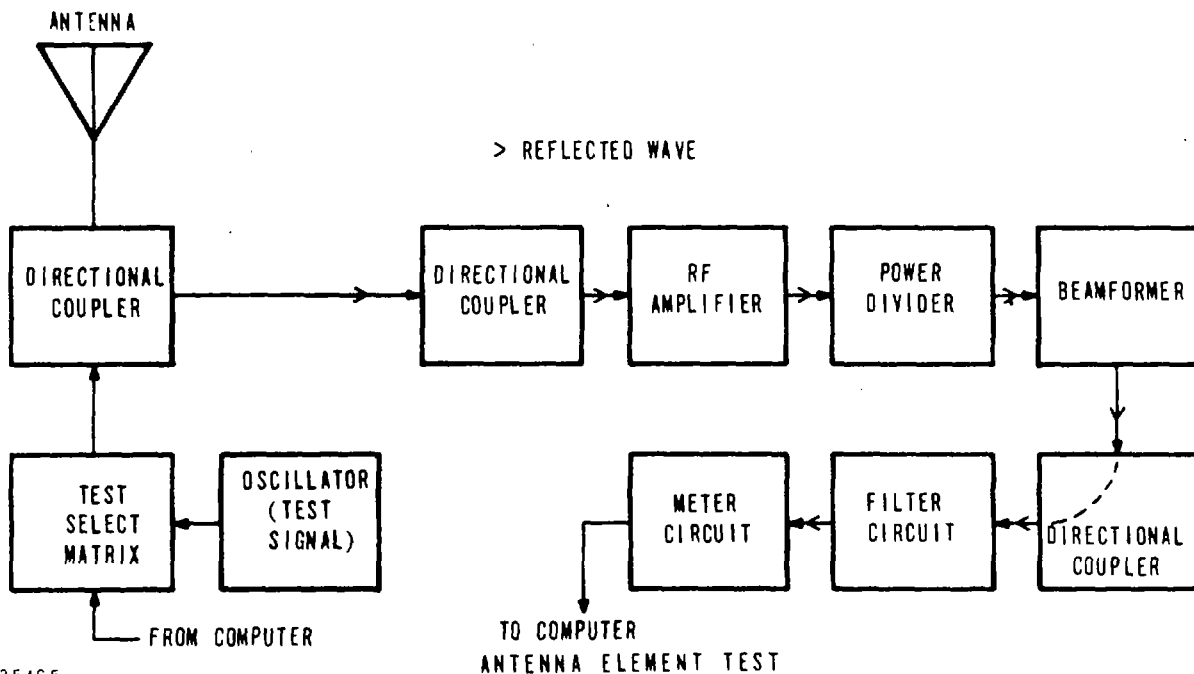 ANTENNA
> REFLECTED WAVE
DIRECTIONAL
COUPLER
DIRECTIONAL
COUPLER
RF
AMPLIFIER
POWER
DIVIDER
BEAMFORMER
TEST
SELECT
MATRIX
OSCILLATOR
(TEST
SIGNAL)
METER
CIRCUIT
FILTER
CIRCUIT
DIRECTIONAL
COUPLER
FROM COMPUTER
TO COMPUTER
ANTENNA ELEMENT TEST